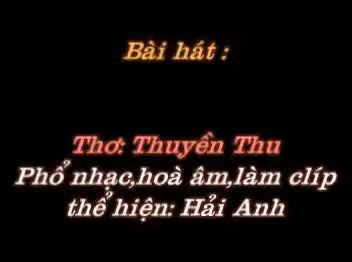 Bài hát :
Thơ: Thuyền Thu
Phổ nhạc,hoà âm,làm clíp
thể hiện: Hải Anh